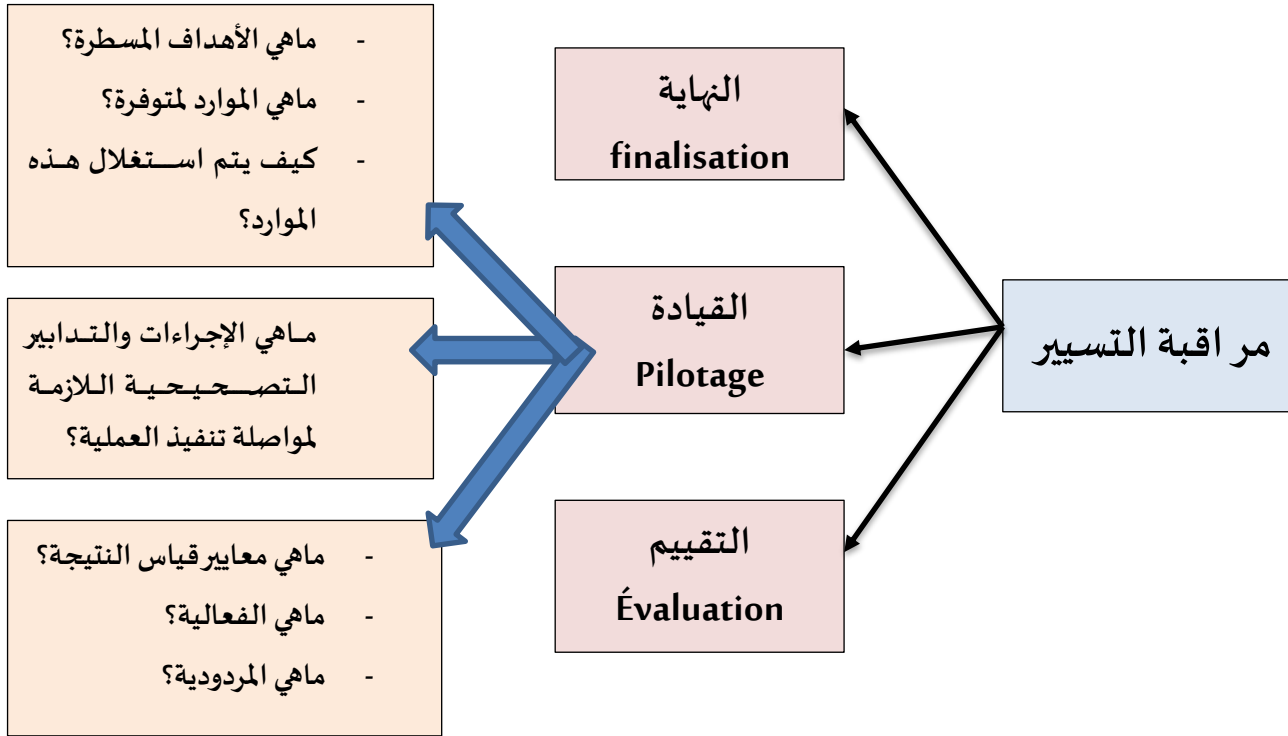 مراقبة التسيير
النهاية
finalisation
القيادة
Pilotage
التقييم
Évaluation
- ماهي الأهداف المسطرة؟
- ماهي الموارد لمتوفرة؟
- كيف يتم استغلال هذه
الموارد؟
ماهي الإجراءات والتدابير
التصحيحية اللازمة
لمواصلة تنفيذ العملية؟
- ماهي معايير قياس النتيجة؟
- ماهي الفعالية؟
- ماهي المردودية؟